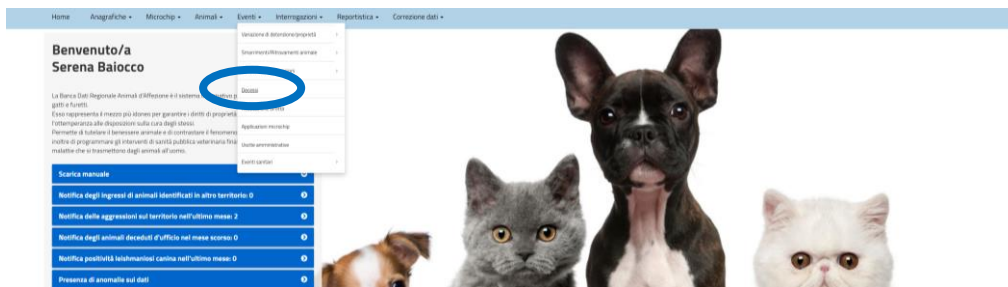 Home Anagrafiche Microchip Animali Eventi Interrogazioni Reportistica Correzione dati
Variazione di detenzione/proprietà
Smarrimenti/Ritrovamenti animale
Decessi
Applicazioni microchip
Uscite amministrative
Eventi sanitari
Benvenuto/a
Serena Baiocco
La Banca Dati Regionale Animali d'Affezione è il sistema
gatti e furetti.
Esso rappresenta il mezzo più idoneo per garantire i diritti di proprietà
l'ottemperanza alle disposizioni sulla cura degli stessi
Permette di tutelare il benessere animale e di contrastare il fenomeno
inoltre di programmare gli interventi di sanità pubblica veterinaria
malattie che si trasmettono dagli animali all'uomo.
Scarica manuale
Notifica degli ingressi di animali identificati in altro territorio: 0
Notifica delle aggressioni sul territorio nell'ultimo mese: 2
Notifica degli animali deceduti d'ufficio nel mese scorso: 0
Notifica positività leishmaniosi canina nell'ultimo mese: 0
Presenza di anomalie sui dati